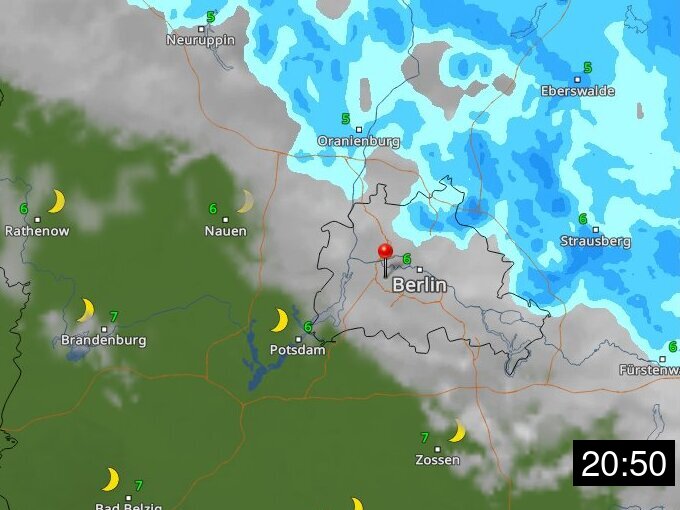 5
Neuruppin
5
Eberswalde
5
Oranienburg
6
Rathenow
6
Nauen
6
Strausberg
6
Berlin
7
Brandenburg
6
Potsdam
6
7
Zossen
20:50
7
Bad Belzig